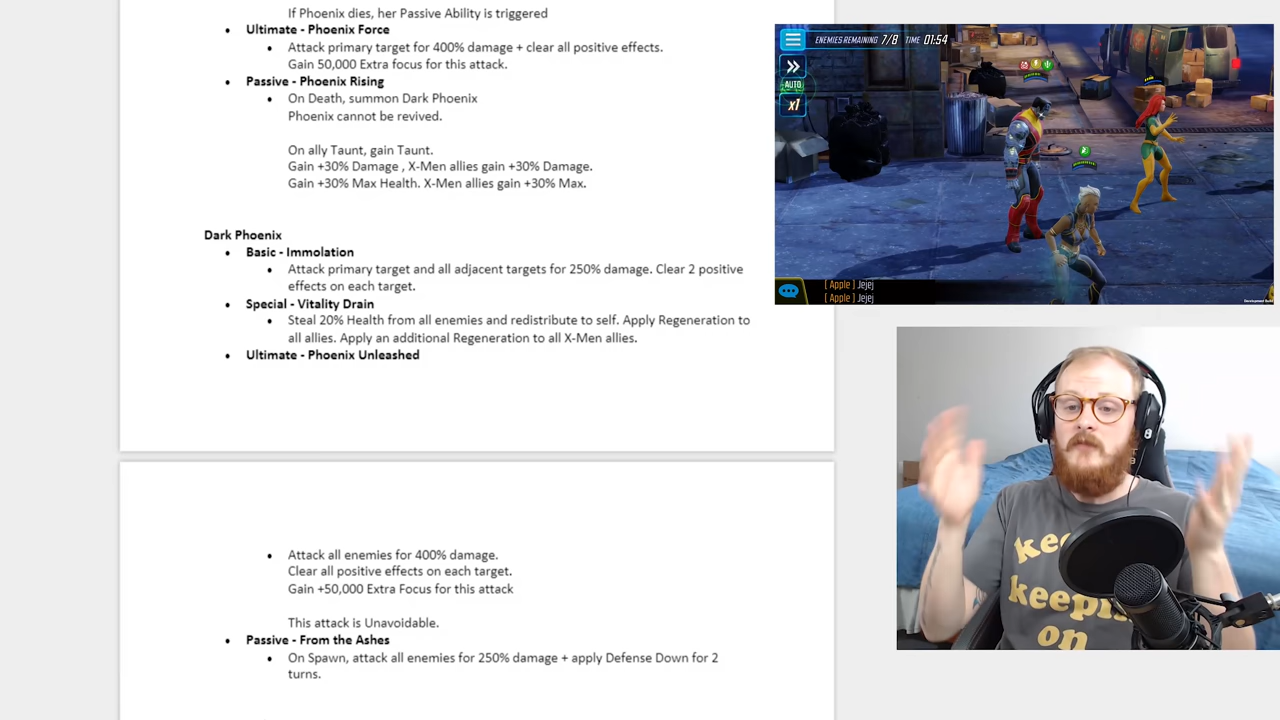 If Phoenix dies, her Passive Ability is triggered
• Ultimate - Phoenix Force
• Attack primary target for 400% damage + clear all positive effects.
Gain 50,000 Extra focus for this attack.
• Passive - Phoenix Rising
• On Death, summon Dark Phoenix
Phoenix cannot be revived.
On ally Taunt, gain Taunt.
Gain +30% Damage , X-Men allies gain +30% Damage.
Gain +30% Max Health. X-Men allies gain +30% Max.
Dark Phoenix
• Basic - Immolation
• Attack primary target and all adjacent targets for 250% damage. Clear 2 positive
effects on each target.
• Special - Vitality Drain
• Steal 20% Health from all enemies and redistribute to self. Apply Regeneration to
all allies. Apply an additional Regeneration to all X-Men allies.
• Ultimate - Phoenix Unleashed
• Attack all enemies for 400% damage.
Clear all positive effects on each target.
Gain +50,000 Extra Focus for this attack
This attack is Unavoidable.
• Passive - From the Ashes
• On Spawn, attack all enemies for 250% damage + apply Defense Down for 2
turns.
ENEMIES REMAINING 7/8 TIME 01:54
AUTO
x1
[ Apple ] Jejej
[ Apple ] Jejej
Development Build
keep
on